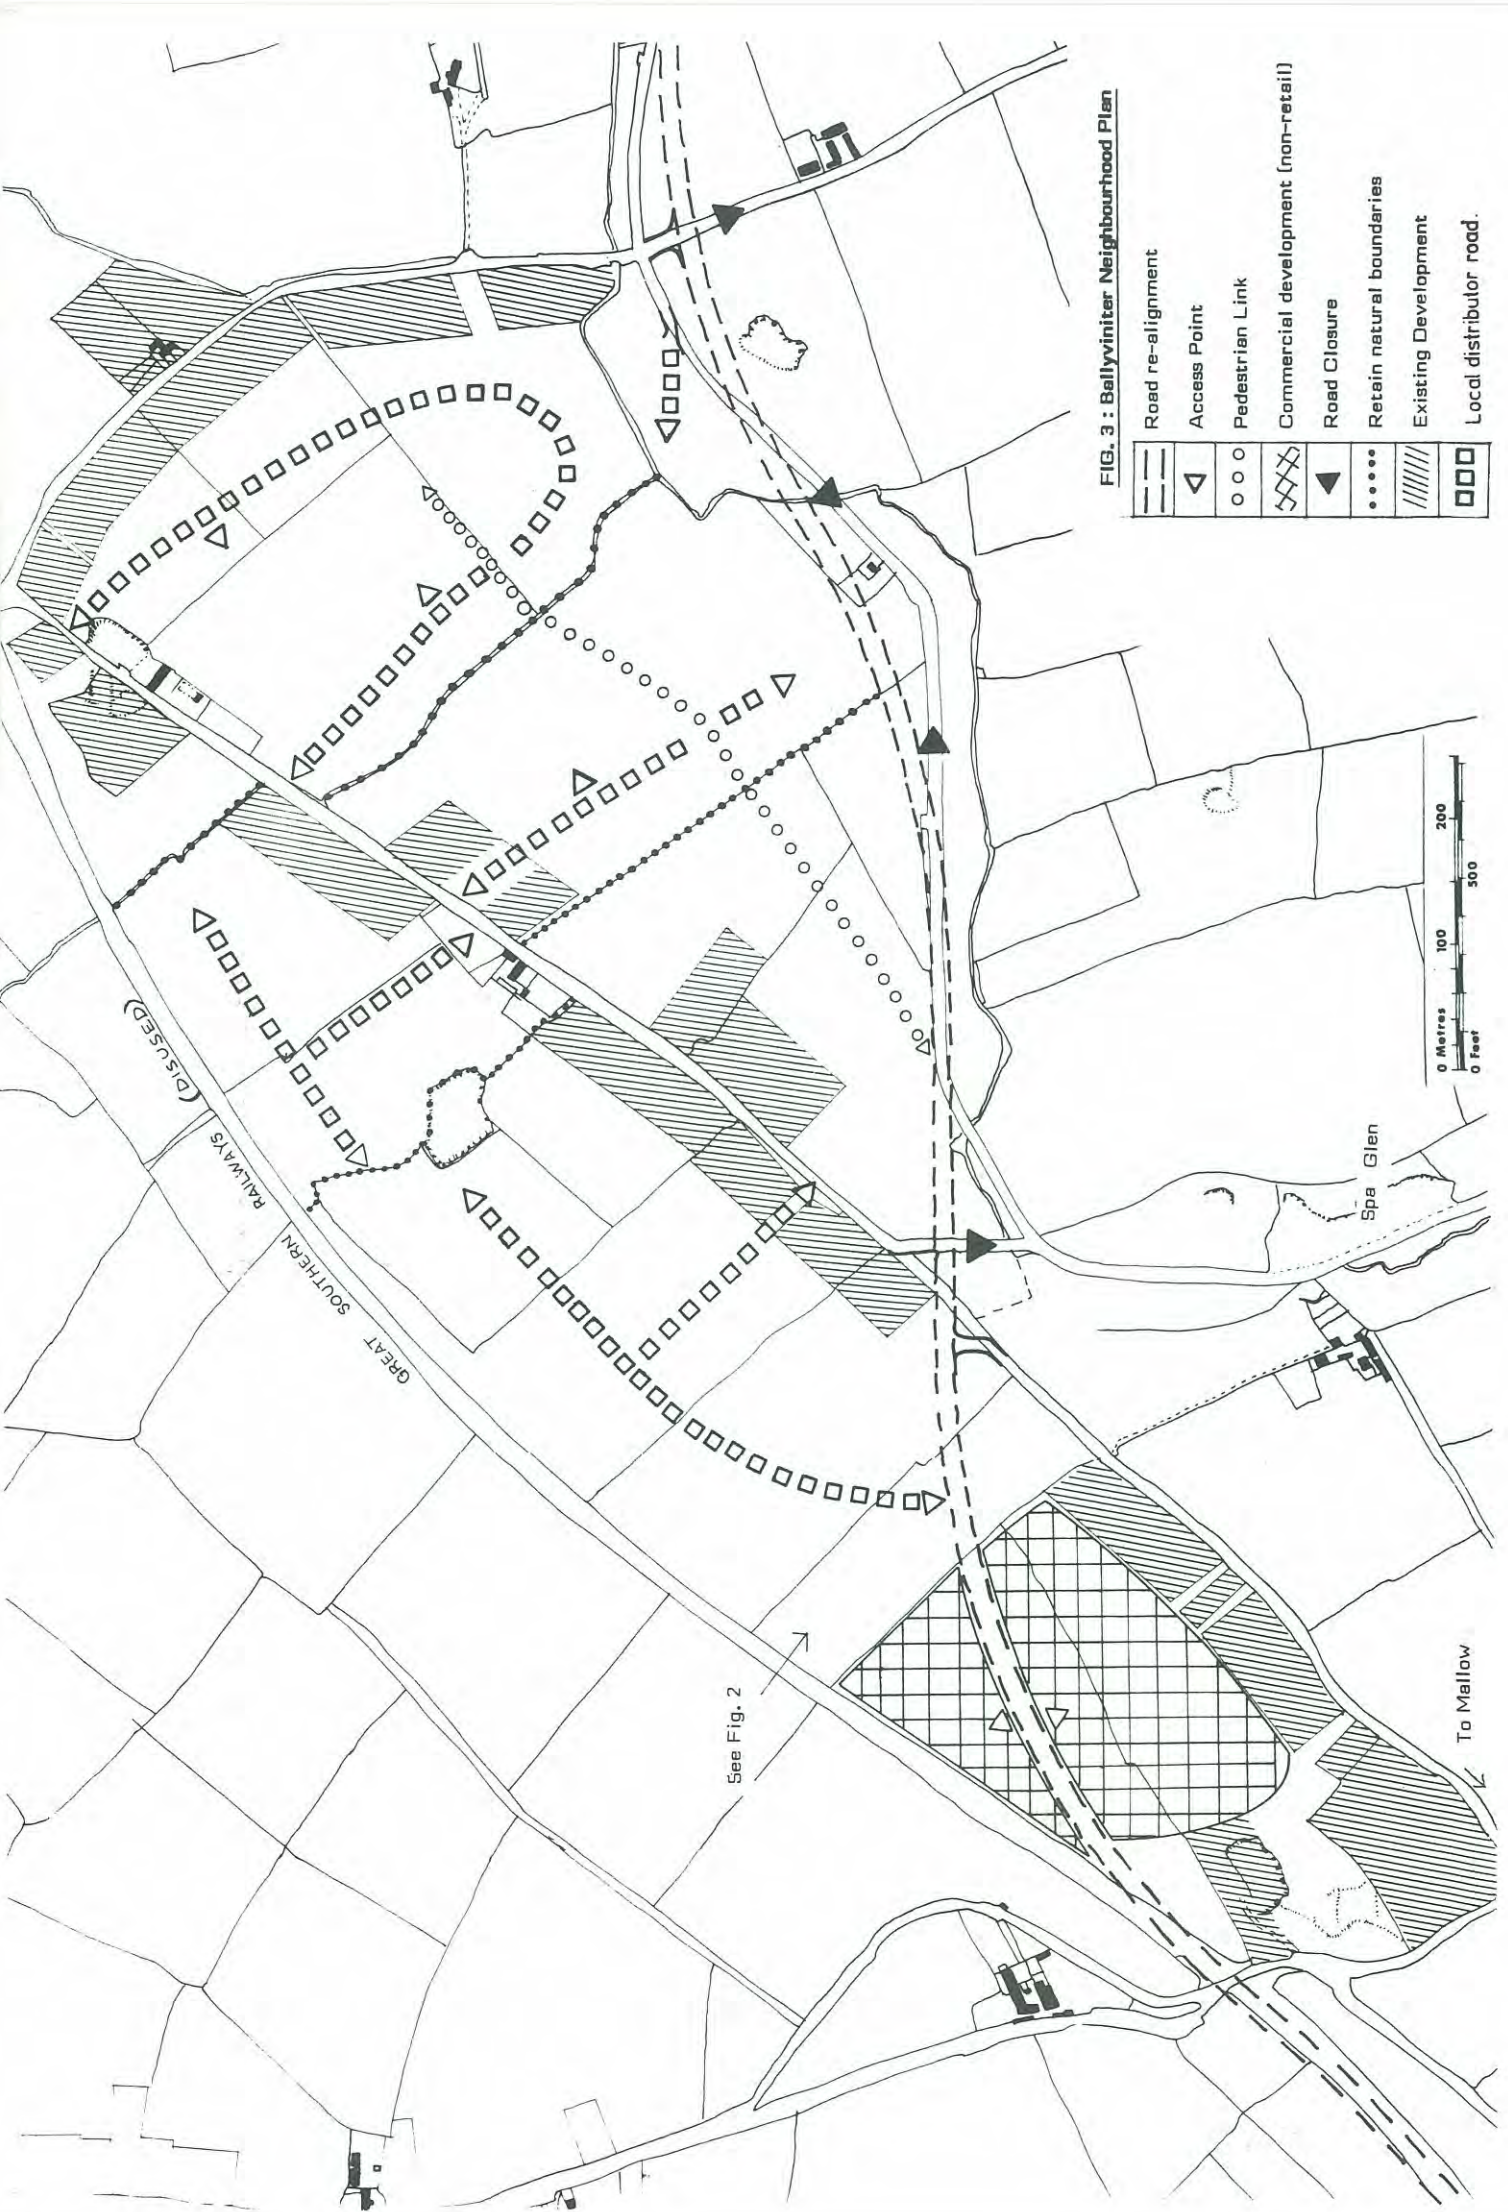 FIG. 3 : Ballyviniter Neighbourhood Plan
Road re-alignment
Access Point
Pedestrian Link
Commercial development (non-retail)
Road Closure
Retain natural boundaries
Existing Development
Local distributor road.
GREAT SOUTHERN RAILWAYS (DISUSED)
See Fig. 2
Spa Glen
To Mallow
0 Metres 100 200
0 Feet 500